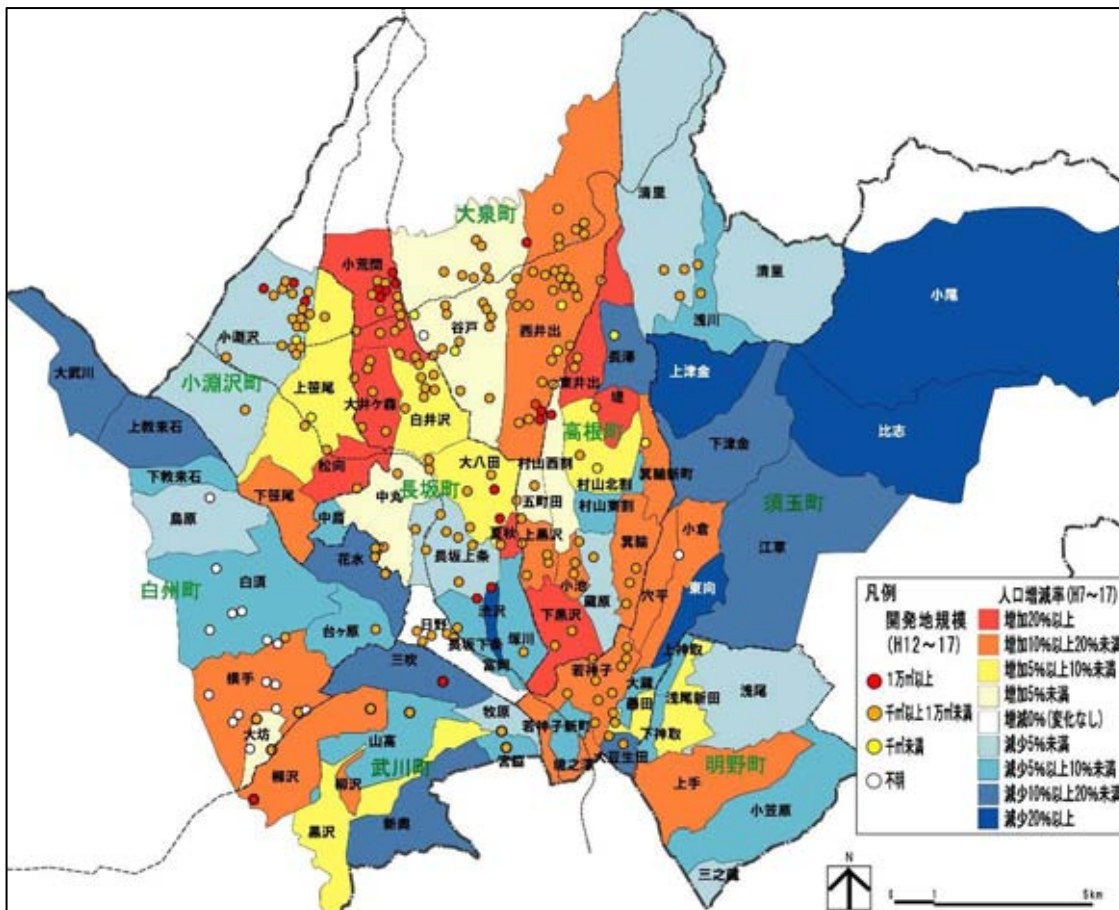 清里
大泉町
小荒間
清里
小尾
浅川
谷戸
西井出
小淵沢
長澤
大武川
小淵沢町
上笹尾
東井出
上津金
大井ケ森
白井沢
堤
上教来石
高根町
下津金
比志
松向
大八田
村山西割
箕輪新町
下教来石
下笹尾
中丸
長坂町
村山北割
鳥原
中島
五町田
村山東割
須玉町
夏秋
上黒沢
箕輪
小倉
花水
長坂上条
江草
白須
小池
蔵原
穴平
東向
白州町
渋沢
下黒沢
台ケ原
日野
長坂下条
塚川
三吹
富岡
若神子
上神取
横手
大蔵
浅尾新田
浅尾
牧原
若神子新町
藤田
大坊
下神取
山高
武川町
宮脇
境之澤
大豆生田
明野町
柳沢
柳沢
上手
黒沢
新奥
小笠原
三之蔵
凡例
開発地規模
(H12~17)
1万㎡以上
千㎡以上1万㎡未満
千㎡未満
不明
人口増減率(H7~17)
増加20%以上
増加10%以上20%未満
増加5%以上10%未満
増加5%未満
増減0%(変化なし)
減少5%未満
減少5%以上10%未満
減少10%以上20%未満
減少20%以上
N
0 1 5km